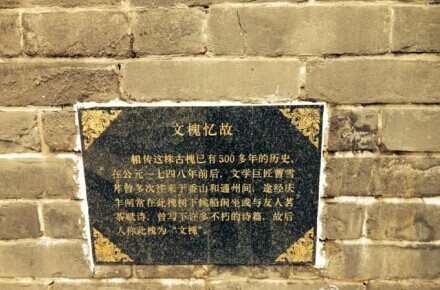 文槐忆故
相传这株古槐已有500多年的历史,
在公元一七四八年前后,文学巨匠曹雪
芹曾多次往来于香山和通州间,途经庆
丰闸常在此槐树下候船闲坐或与友人茗
茶赋诗,曾写下许多不朽的诗篇,故后
人称此槐为“文槐”。